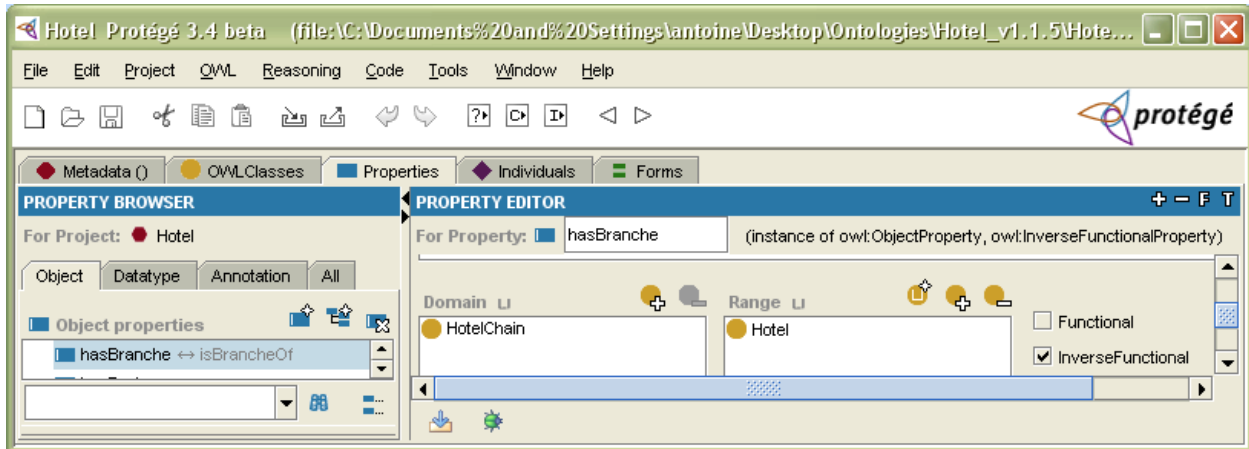 Hotel Protégé 3.4 beta (file:\C:\Documents%20and%20Settings\antoine\Desktop\Ontologies\Hotel_v1.1.5\Hote...
File Edit Project OWL Reasoning Code Tools Window Help
protégé
Metadata () OWLClasses Properties Individuals Forms
PROPERTY BROWSER
For Project: Hotel
Object Datatype Annotation All
Object properties
hasBranche ↔ isBrancheOf
PROPERTY EDITOR
F T
For Property: hasBranche (instance of owl:ObjectProperty, owl:InverseFunctionalProperty)
Domain ⊔
HotelChain
Range ⊔
Hotel
Functional
InverseFunctional